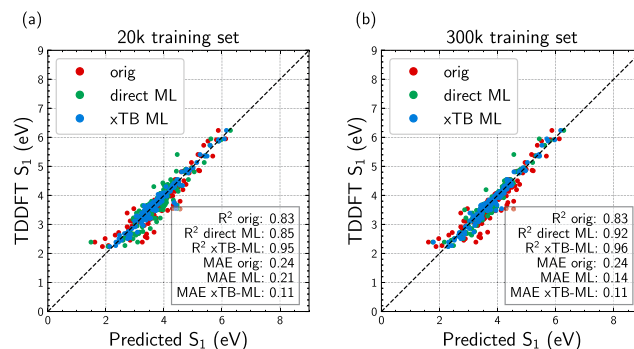 (a)
20k training set
9
8
7
6
5
4
3
2
1
0
TDDFT S₁ (eV)
orig
direct ML
xTB ML
R² orig: 0.83
R² direct ML: 0.85
R² xTB-ML: 0.95
MAE orig: 0.24
MAE ML: 0.21
MAE xTB-ML: 0.11
0 2 4 6 8
Predicted S₁ (eV)
(b)
300k training set
9
8
7
6
5
4
3
2
1
0
TDDFT S₁ (eV)
orig
direct ML
xTB ML
R² orig: 0.83
R² direct ML: 0.92
R² xTB-ML: 0.96
MAE orig: 0.24
MAE ML: 0.14
MAE xTB-ML: 0.11
0 2 4 6 8
Predicted S₁ (eV)